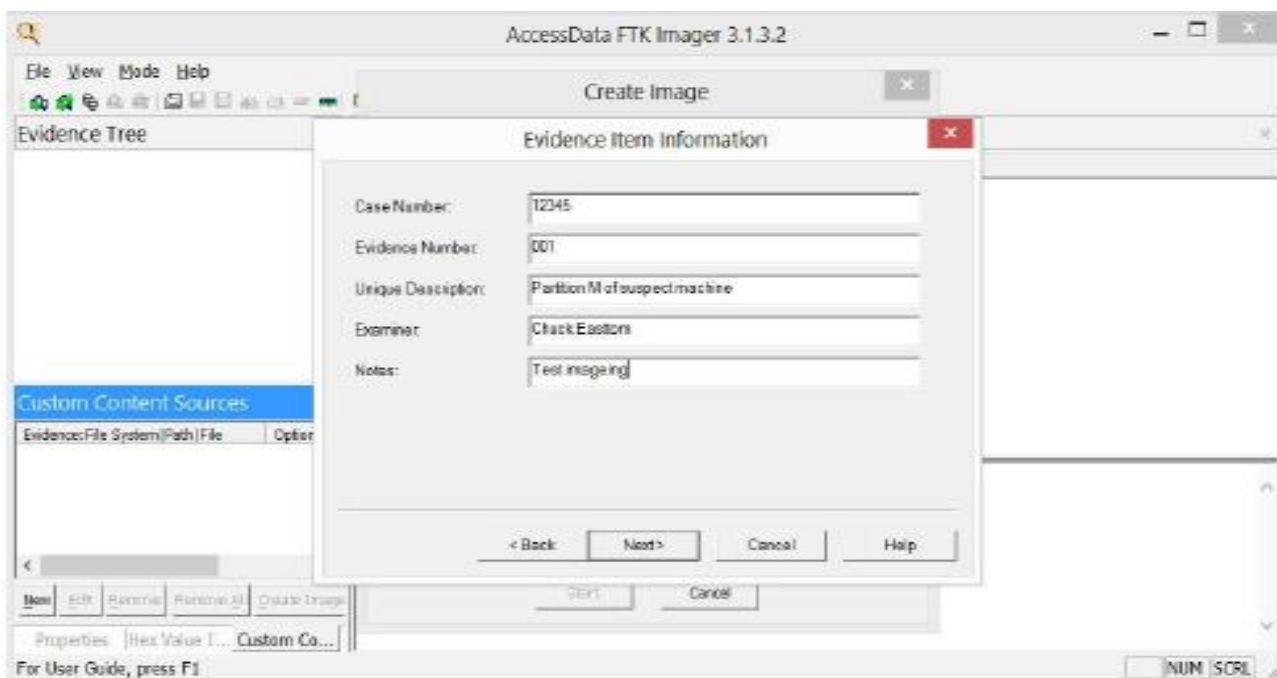 AccessData FTK Imager 3.1.3.2
File View Mode Help
Create Image
Evidence Tree
Evidence Item Information
Case Number: 12345
Evidence Number: 001
Unique Description: Partition M of suspect machine
Examiner: Chuck Easttom
Notes: Test imageing
Custom Content Sources
Evidence:File System|Path|File Option
< Back Next > Cancel Help
New Edit Remove Remove All Create Image
Start Cancel
Properties Hex Value I... Custom Co...
For User Guide, press F1
NUM SCRL